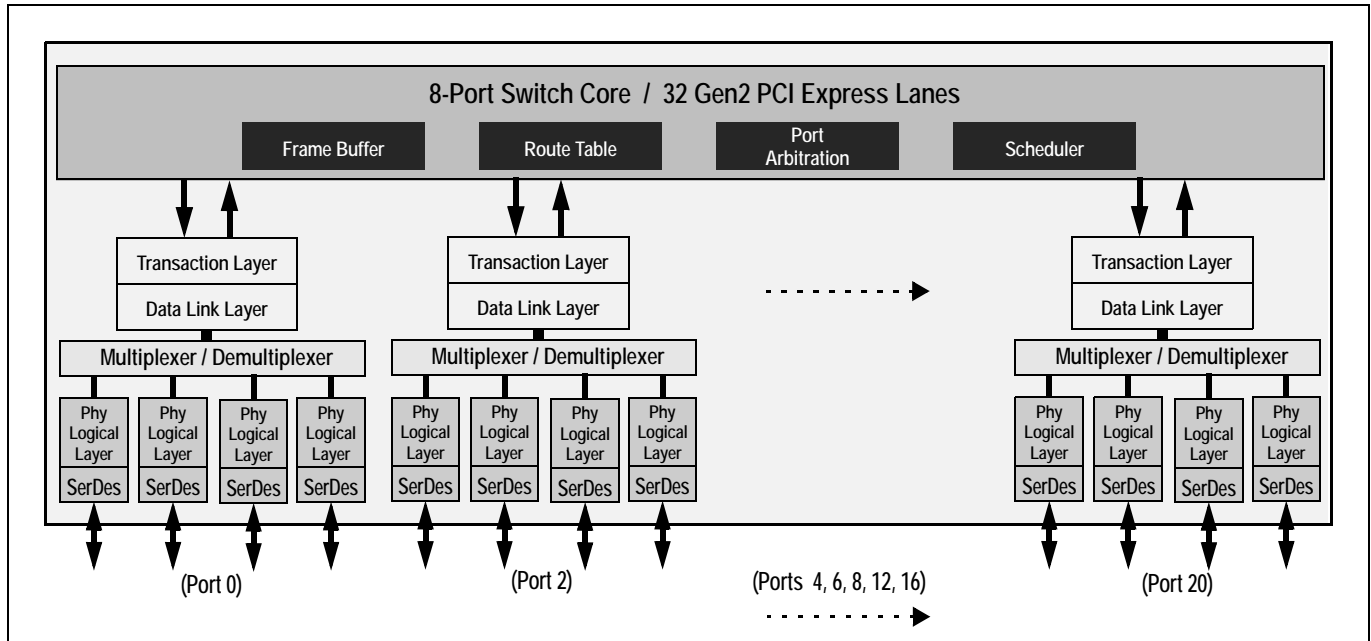 8-Port Switch Core / 32 Gen2 PCI Express Lanes
Frame Buffer
Route Table
Port
Arbitration
Scheduler
Transaction Layer
Data Link Layer
Multiplexer / Demultiplexer
Phy
Logical
Layer
SerDes
Phy
Logical
Layer
SerDes
Phy
Logical
Layer
SerDes
Phy
Logical
Layer
SerDes
(Port 0)
Transaction Layer
Data Link Layer
Multiplexer / Demultiplexer
Phy
Logical
Layer
SerDes
Phy
Logical
Layer
SerDes
Phy
Logical
Layer
SerDes
Phy
Logical
Layer
SerDes
(Port 2)
(Ports 4, 6, 8, 12, 16)
Transaction Layer
Data Link Layer
Multiplexer / Demultiplexer
Phy
Logical
Layer
SerDes
Phy
Logical
Layer
SerDes
Phy
Logical
Layer
SerDes
Phy
Logical
Layer
SerDes
(Port 20)